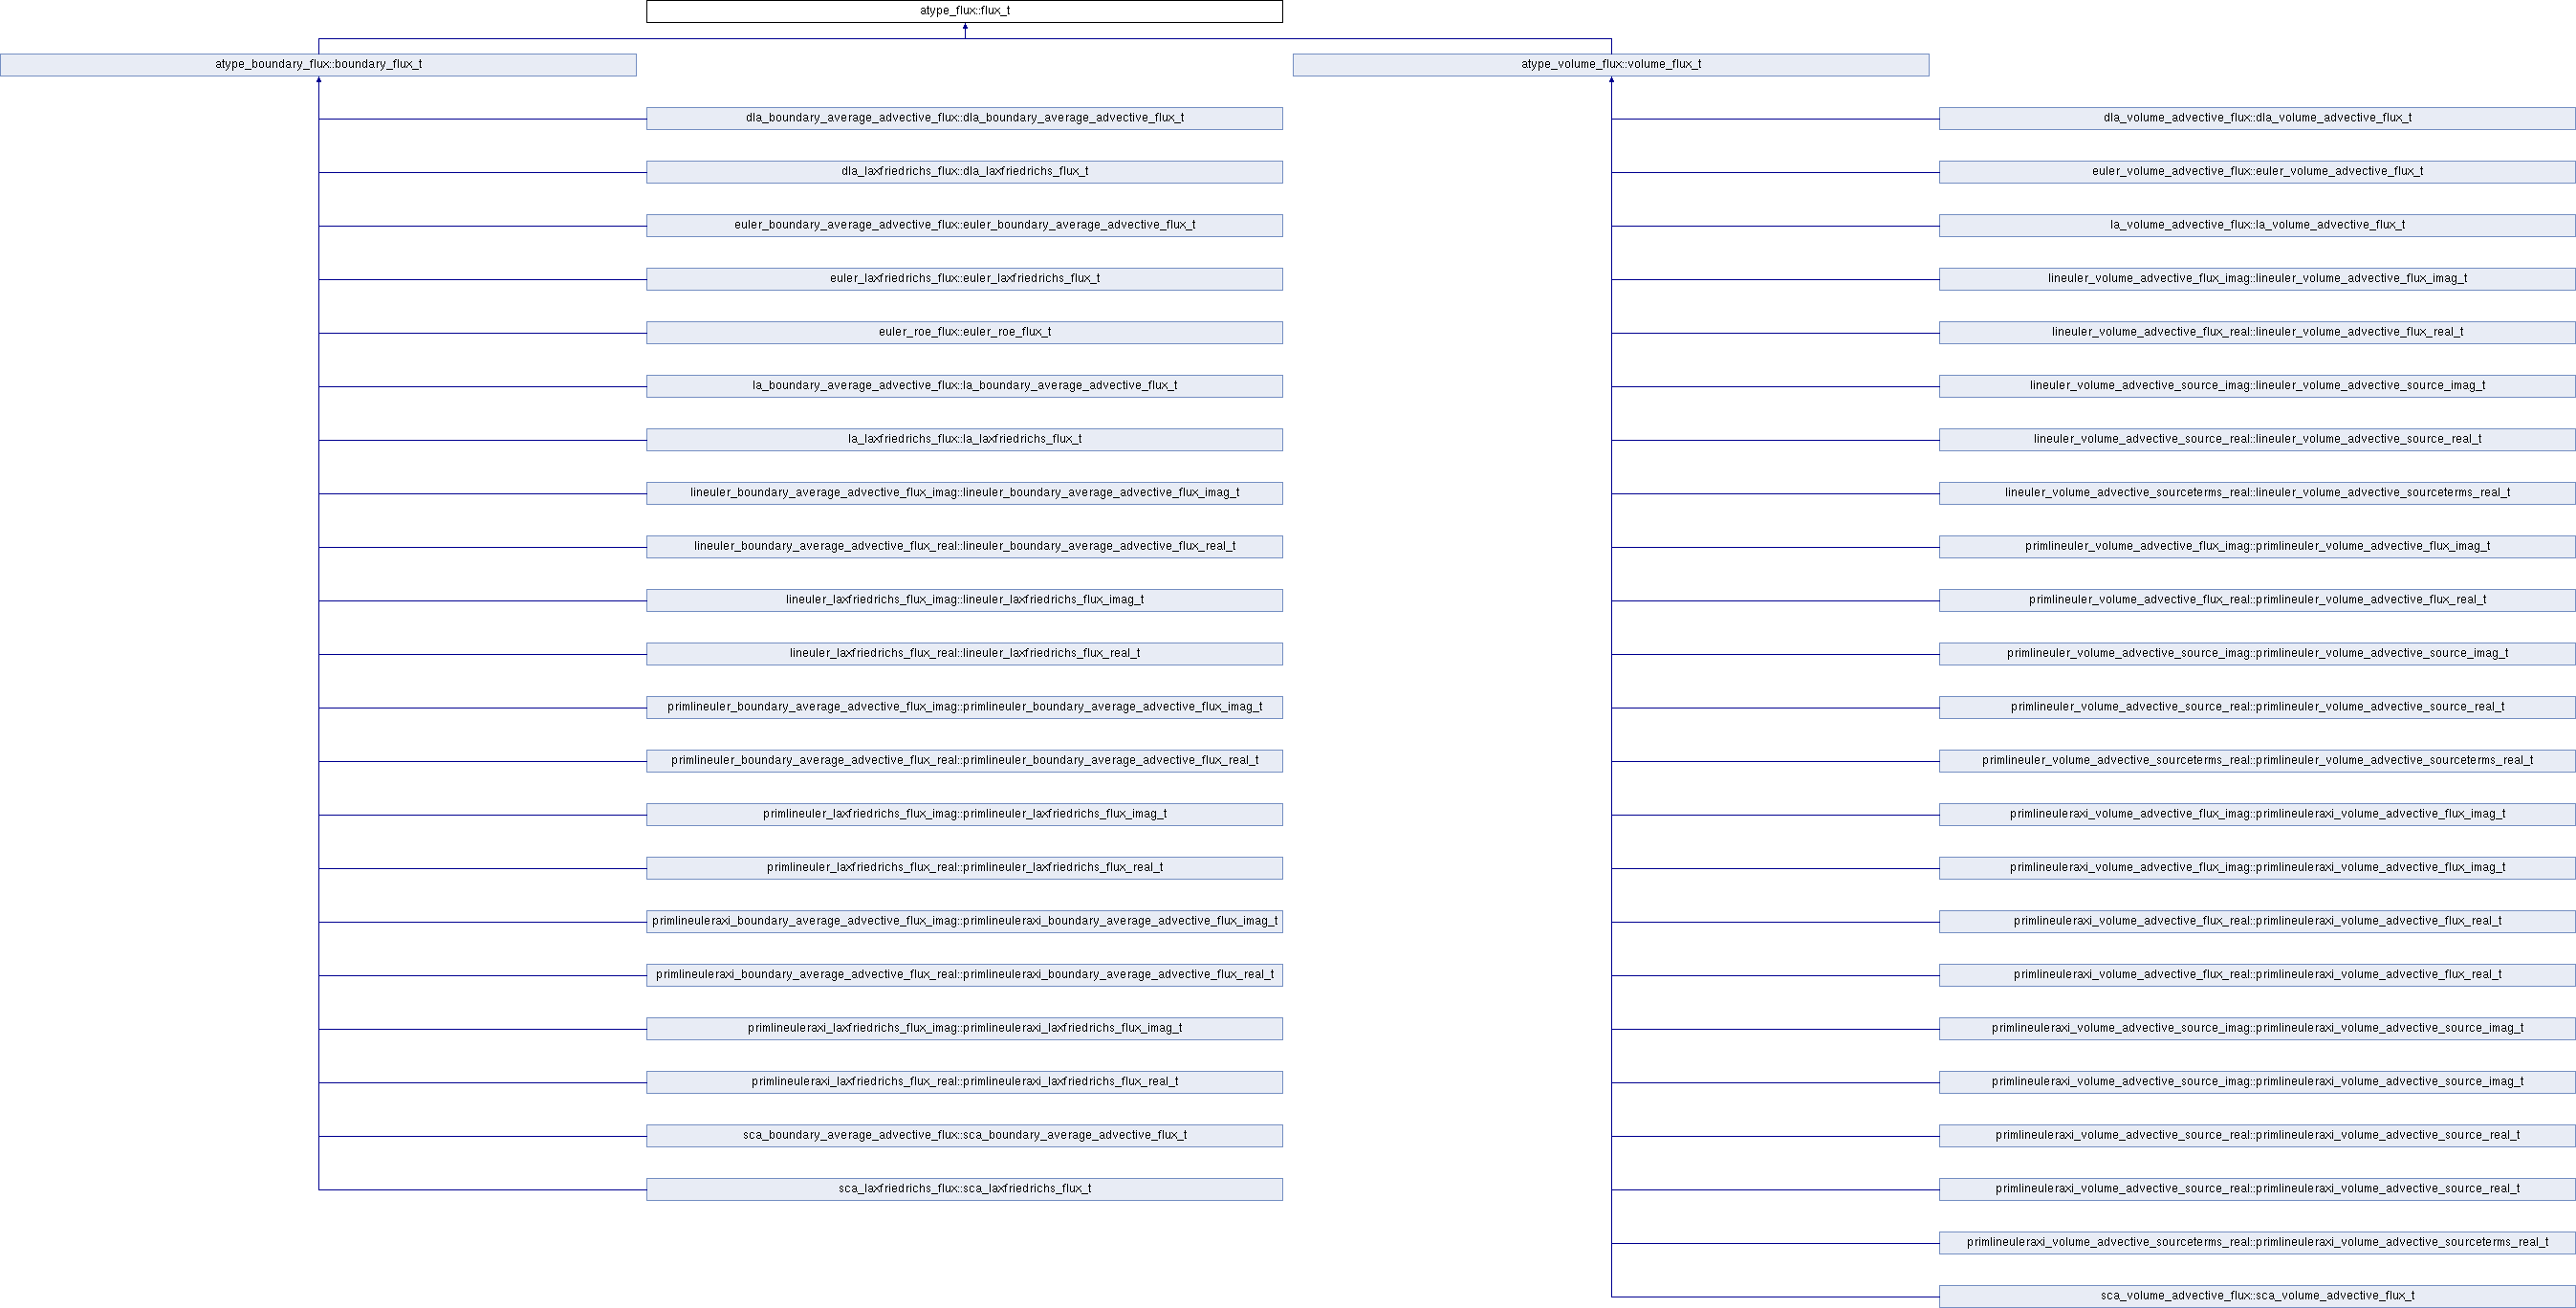 atype_flux::flux_t
atype_boundary_flux::boundary_flux_t
atype_volume_flux::volume_flux_t
dla_boundary_average_advective_flux::dla_boundary_average_advective_flux_t
dla_volume_advective_flux::dla_volume_advective_flux_t
dla_laxfriedrichs_flux::dla_laxfriedrichs_flux_t
euler_volume_advective_flux::euler_volume_advective_flux_t
euler_boundary_average_advective_flux::euler_boundary_average_advective_flux_t
la_volume_advective_flux::la_volume_advective_flux_t
euler_laxfriedrichs_flux::euler_laxfriedrichs_flux_t
lineuler_volume_advective_flux_imag::lineuler_volume_advective_flux_imag_t
euler_roe_flux::euler_roe_flux_t
lineuler_volume_advective_flux_real::lineuler_volume_advective_flux_real_t
la_boundary_average_advective_flux::la_boundary_average_advective_flux_t
lineuler_volume_advective_source_imag::lineuler_volume_advective_source_imag_t
la_laxfriedrichs_flux::la_laxfriedrichs_flux_t
lineuler_volume_advective_source_real::lineuler_volume_advective_source_real_t
lineuler_boundary_average_advective_flux_imag::lineuler_boundary_average_advective_flux_imag_t
lineuler_volume_advective_sourceterms_real::lineuler_volume_advective_sourceterms_real_t
lineuler_boundary_average_advective_flux_real::lineuler_boundary_average_advective_flux_real_t
primlineuler_volume_advective_flux_imag::primlineuler_volume_advective_flux_imag_t
lineuler_laxfriedrichs_flux_imag::lineuler_laxfriedrichs_flux_imag_t
primlineuler_volume_advective_flux_real::primlineuler_volume_advective_flux_real_t
lineuler_laxfriedrichs_flux_real::lineuler_laxfriedrichs_flux_real_t
primlineuler_volume_advective_source_imag::primlineuler_volume_advective_source_imag_t
primlineuler_boundary_average_advective_flux_imag::primlineuler_boundary_average_advective_flux_imag_t
primlineuler_volume_advective_source_real::primlineuler_volume_advective_source_real_t
primlineuler_boundary_average_advective_flux_real::primlineuler_boundary_average_advective_flux_real_t
primlineuler_volume_advective_sourceterms_real::primlineuler_volume_advective_sourceterms_real_t
primlineuler_laxfriedrichs_flux_imag::primlineuler_laxfriedrichs_flux_imag_t
primlineuleraxi_volume_advective_flux_imag::primlineuleraxi_volume_advective_flux_imag_t
primlineuler_laxfriedrichs_flux_real::primlineuler_laxfriedrichs_flux_real_t
primlineuleraxi_volume_advective_flux_imag::primlineuleraxi_volume_advective_flux_imag_t
primlineuleraxi_boundary_average_advective_flux_imag::primlineuleraxi_boundary_average_advective_flux_imag_t
primlineuleraxi_volume_advective_flux_real::primlineuleraxi_volume_advective_flux_real_t
primlineuleraxi_boundary_average_advective_flux_real::primlineuleraxi_boundary_average_advective_flux_real_t
primlineuleraxi_volume_advective_flux_real::primlineuleraxi_volume_advective_flux_real_t
primlineuleraxi_laxfriedrichs_flux_imag::primlineuleraxi_laxfriedrichs_flux_imag_t
primlineuleraxi_volume_advective_source_imag::primlineuleraxi_volume_advective_source_imag_t
primlineuleraxi_laxfriedrichs_flux_real::primlineuleraxi_laxfriedrichs_flux_real_t
primlineuleraxi_volume_advective_source_imag::primlineuleraxi_volume_advective_source_imag_t
sca_boundary_average_advective_flux::sca_boundary_average_advective_flux_t
primlineuleraxi_volume_advective_source_real::primlineuleraxi_volume_advective_source_real_t
sca_laxfriedrichs_flux::sca_laxfriedrichs_flux_t
primlineuleraxi_volume_advective_source_real::primlineuleraxi_volume_advective_source_real_t
primlineuleraxi_volume_advective_sourceterms_real::primlineuleraxi_volume_advective_sourceterms_real_t
sca_volume_advective_flux::sca_volume_advective_flux_t